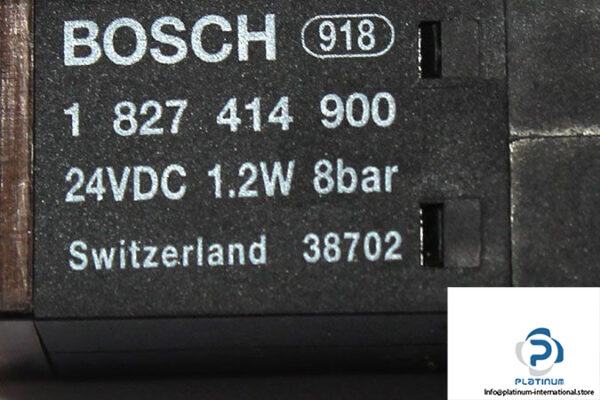 BOSCH 918
1 827 414 900
24VDC 1.2W 8bar
Switzerland 38702
P
PLATINUM
Info@platinum-international.store